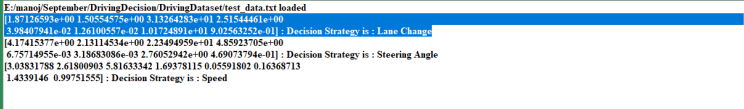 E:/manoj/September/DrivingDecision/DrivingDataset/test_data.txt loaded
[1.87126593e+00 1.50554575e+00 3.13264283e+01 2.51544461e+00
3.98407941e-02 1.26100557e-02 1.01724891e+01 9.02563252e-01] : Decision Strategy is : Lane Change
[4.17415377e+00 2.13114534e+00 2.23494959e+01 4.85923705e+00
6.75714955e-03 3.18683086e-03 2.76052942e+00 4.69073794e-01] : Decision Strategy is : Steering Angle
[3.03831788 2.61800903 5.81633342 1.69378115 0.05591802 0.16368713
1.4339146 0.99751555] : Decision Strategy is : Speed